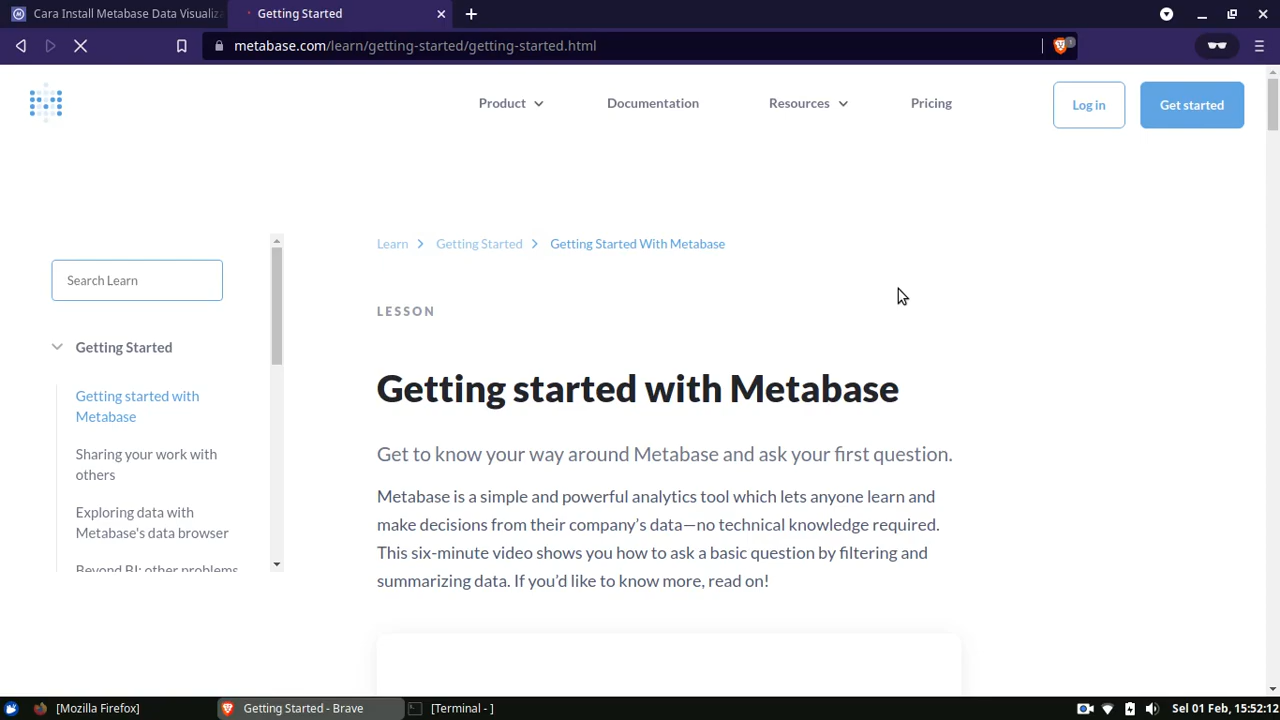 Cara Install Metabase Data Visualiz
Getting Started
metabase.com/learn/getting-started/getting-started.html
1
Product
Documentation
Resources
Pricing
Log in
Get started
Learn
Getting Started
Getting Started With Metabase
Search Learn
Getting Started
Getting started with
Metabase
Sharing your work with
others
Exploring data with
Metabase's data browser
Beyond BI: other problems
LESSON
Getting started with Metabase
Get to know your way around Metabase and ask your first question.
Metabase is a simple and powerful analytics tool which lets anyone learn and
make decisions from their company’s data—no technical knowledge required.
This six-minute video shows you how to ask a basic question by filtering and
summarizing data. If you’d like to know more, read on!
[Mozilla Firefox]
Getting Started - Brave
[Terminal - ]
Sel 01 Feb, 15:52:12